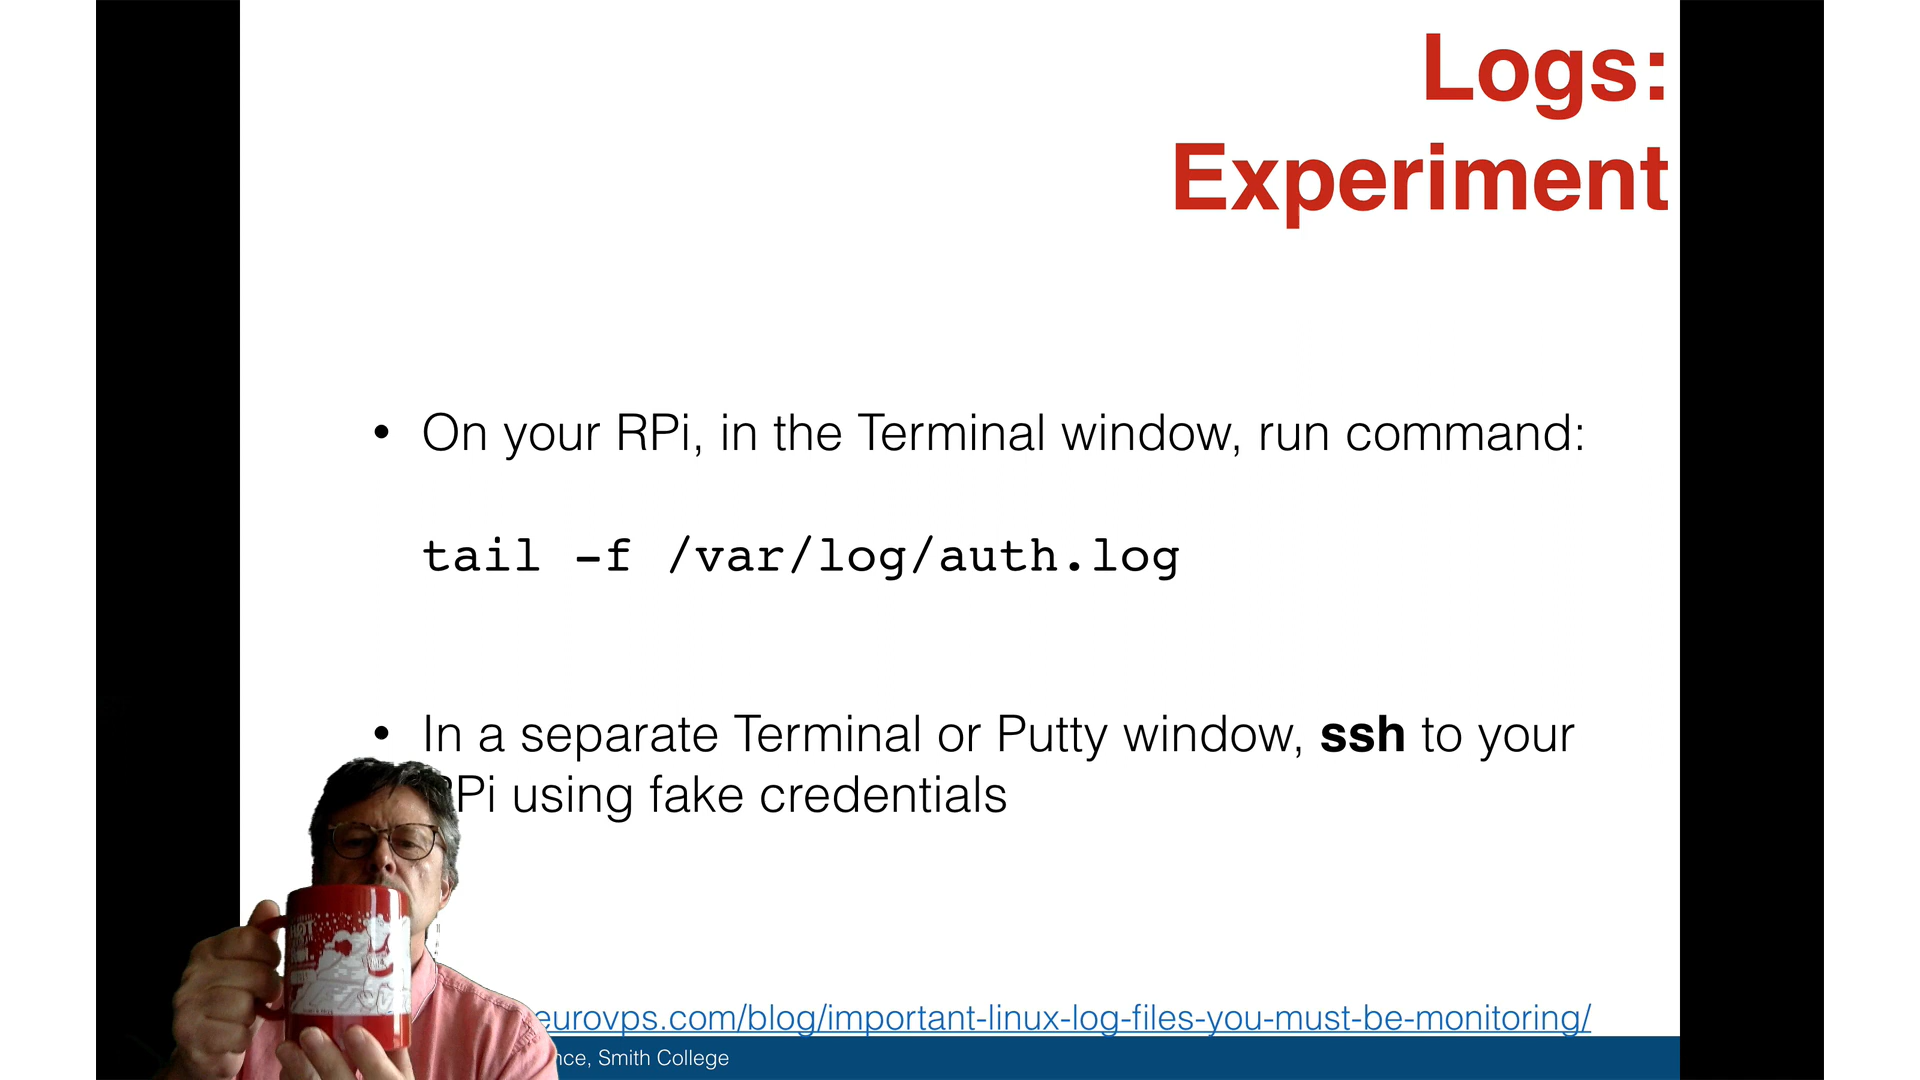 Logs:
Experiment
• On your RPi, in the Terminal window, run command:
tail -f /var/log/auth.log
• In a separate Terminal or Putty window, ssh to your
Pi using fake credentials
HOT
eurovps.com/blog/important-linux-log-files-you-must-be-monitoring/
nce, Smith College